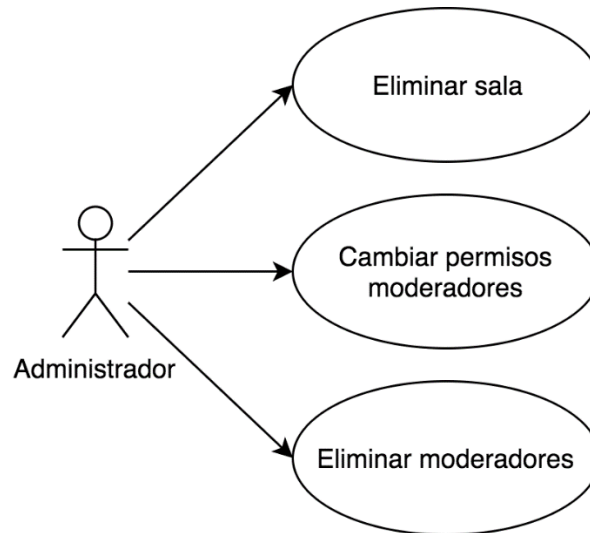 Eliminar sala
Cambiar permisos
moderadores
Administrador
Eliminar moderadores